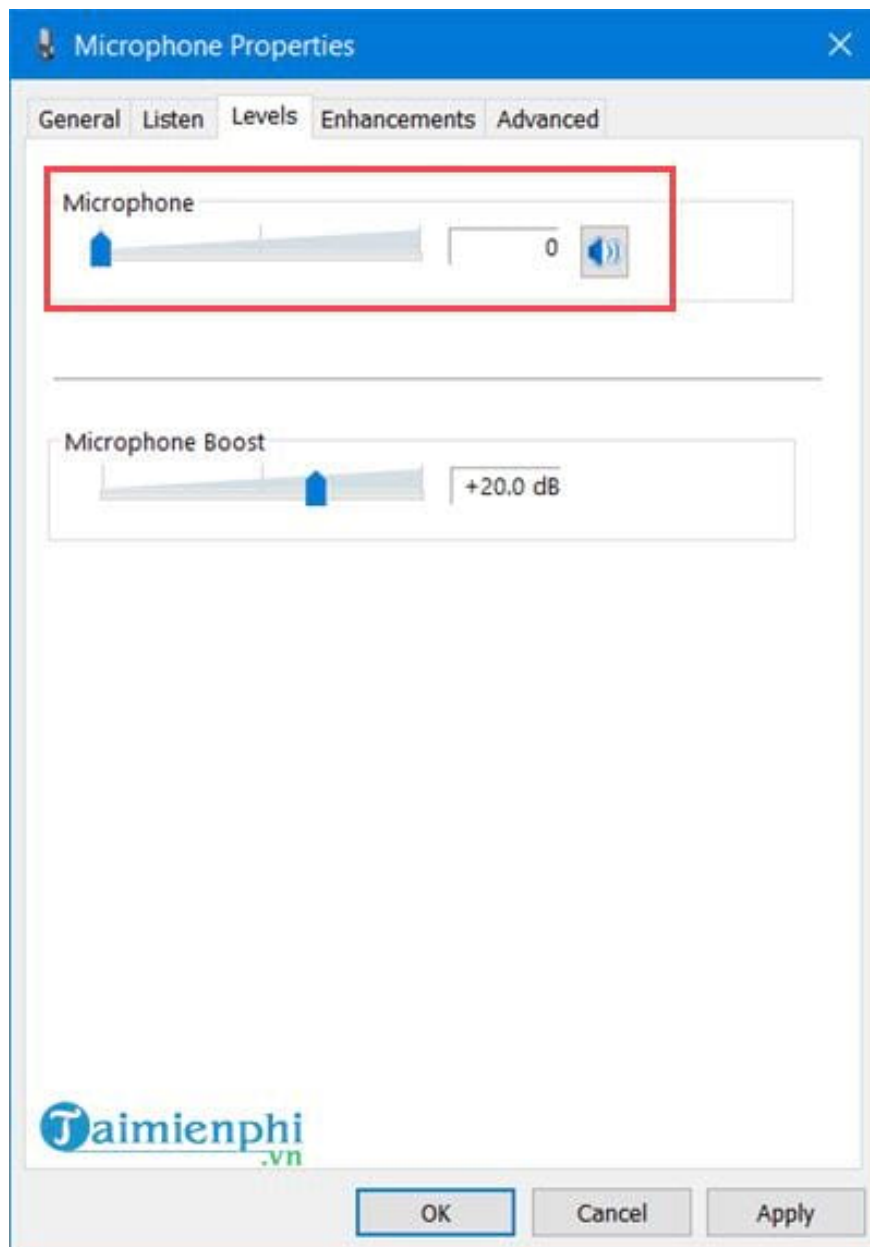 Microphone Properties
General Listen Levels Enhancements Advanced
Microphone
0
Microphone Boost
+20.0 dB
Taimienphi
.vn
OK Cancel Apply